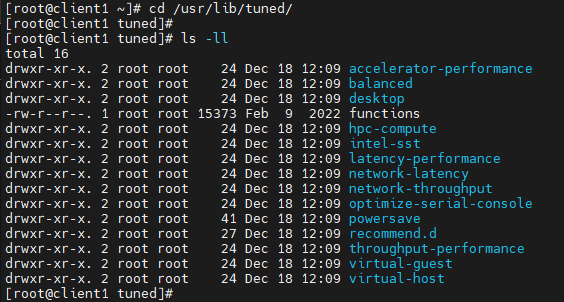 [root@client1 ~]# cd /usr/lib/tuned/
[root@client1 tuned]#
[root@client1 tuned]# ls -ll
total 16
drwxr-xr-x. 2 root root    24 Dec 18 12:09 accelerator-performance
drwxr-xr-x. 2 root root    24 Dec 18 12:09 balanced
drwxr-xr-x. 2 root root    24 Dec 18 12:09 desktop
-rw-r--r--. 1 root root 15373 Feb  9  2022 functions
drwxr-xr-x. 2 root root    24 Dec 18 12:09 hpc-compute
drwxr-xr-x. 2 root root    24 Dec 18 12:09 intel-sst
drwxr-xr-x. 2 root root    24 Dec 18 12:09 latency-performance
drwxr-xr-x. 2 root root    24 Dec 18 12:09 network-latency
drwxr-xr-x. 2 root root    24 Dec 18 12:09 network-throughput
drwxr-xr-x. 2 root root    24 Dec 18 12:09 optimize-serial-console
drwxr-xr-x. 2 root root    41 Dec 18 12:09 powersave
drwxr-xr-x. 2 root root    27 Dec 18 12:09 recommend.d
drwxr-xr-x. 2 root root    24 Dec 18 12:09 throughput-performance
drwxr-xr-x. 2 root root    24 Dec 18 12:09 virtual-guest
drwxr-xr-x. 2 root root    24 Dec 18 12:09 virtual-host
[root@client1 tuned]#